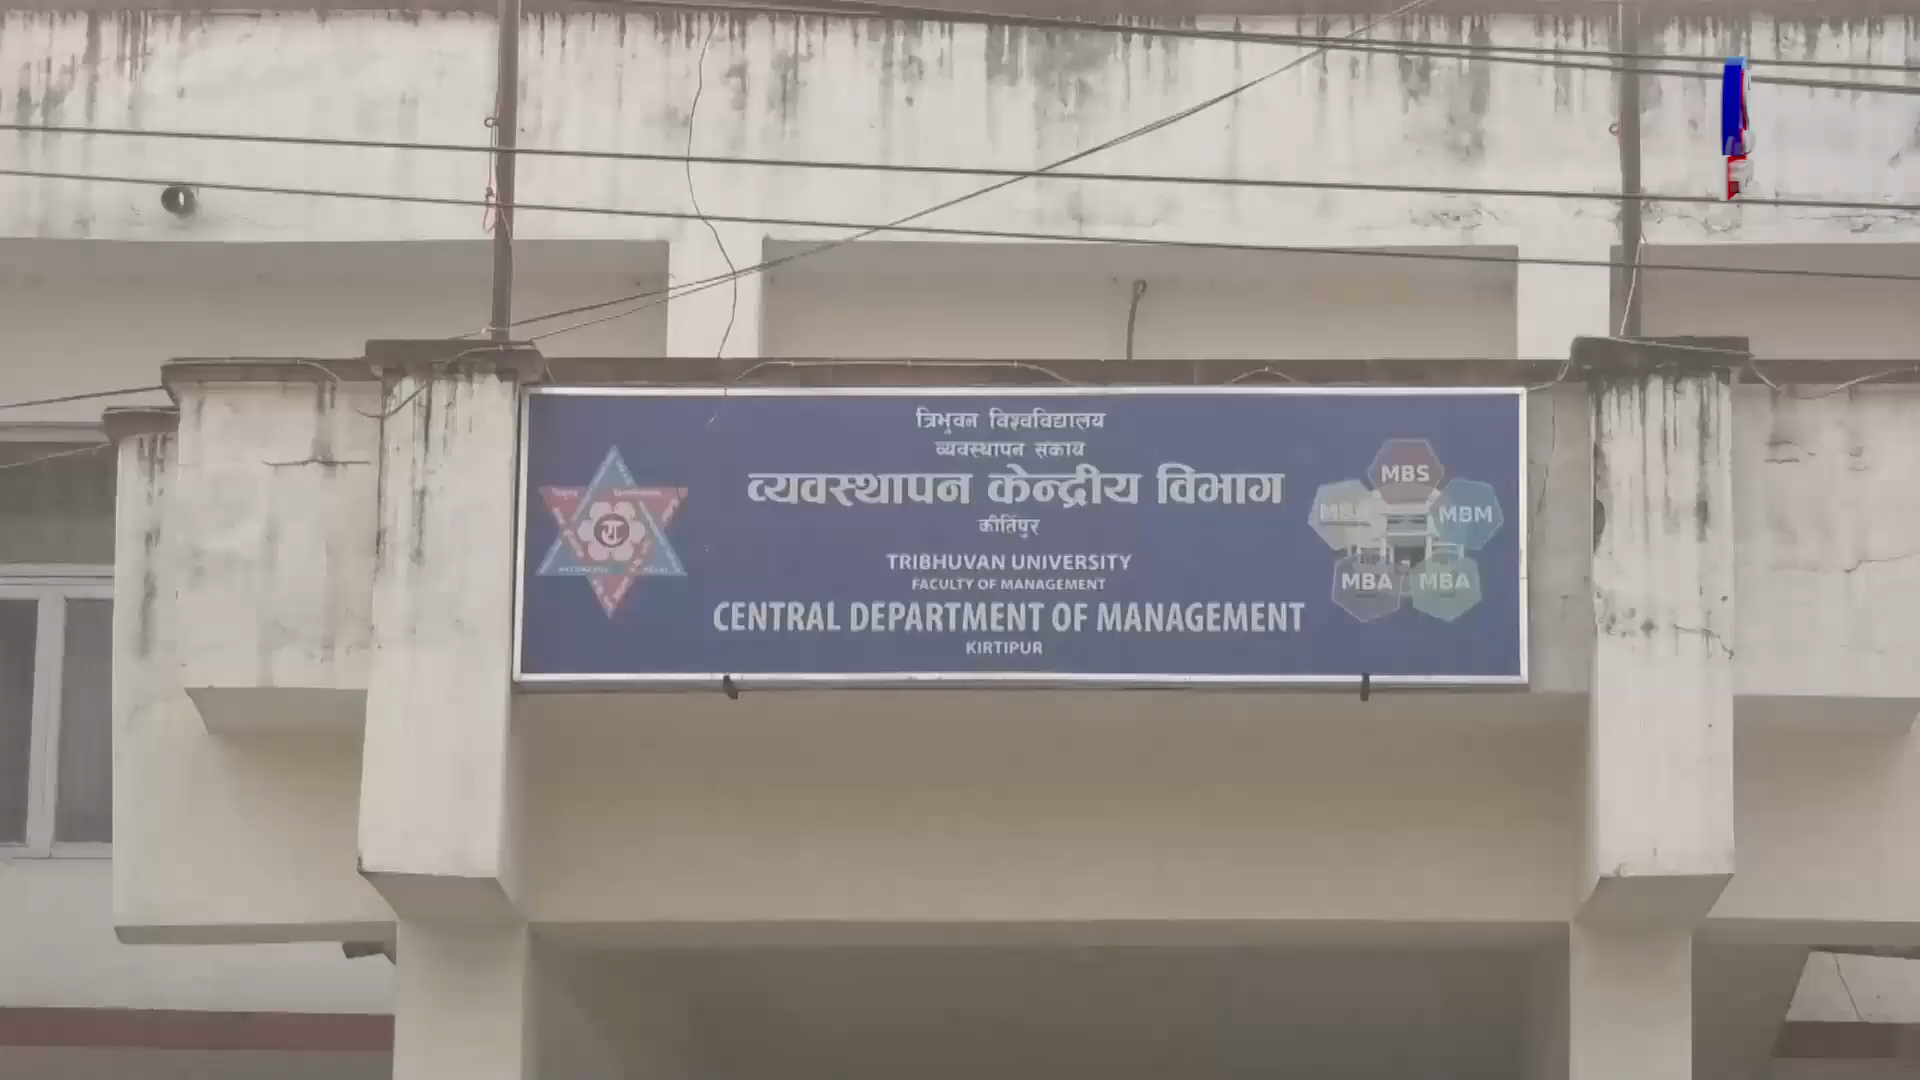 त्रिभुवन विश्वविद्यालय
व्यवस्थापन संकाय
व्यवस्थापन केन्द्रीय विभाग
कीर्तिपुर
TRIBHUVAN UNIVERSITY
FACULTY OF MANAGEMENT
CENTRAL DEPARTMENT OF MANAGEMENT
KIRTIPUR
MBS
MBM
MBA
MBA